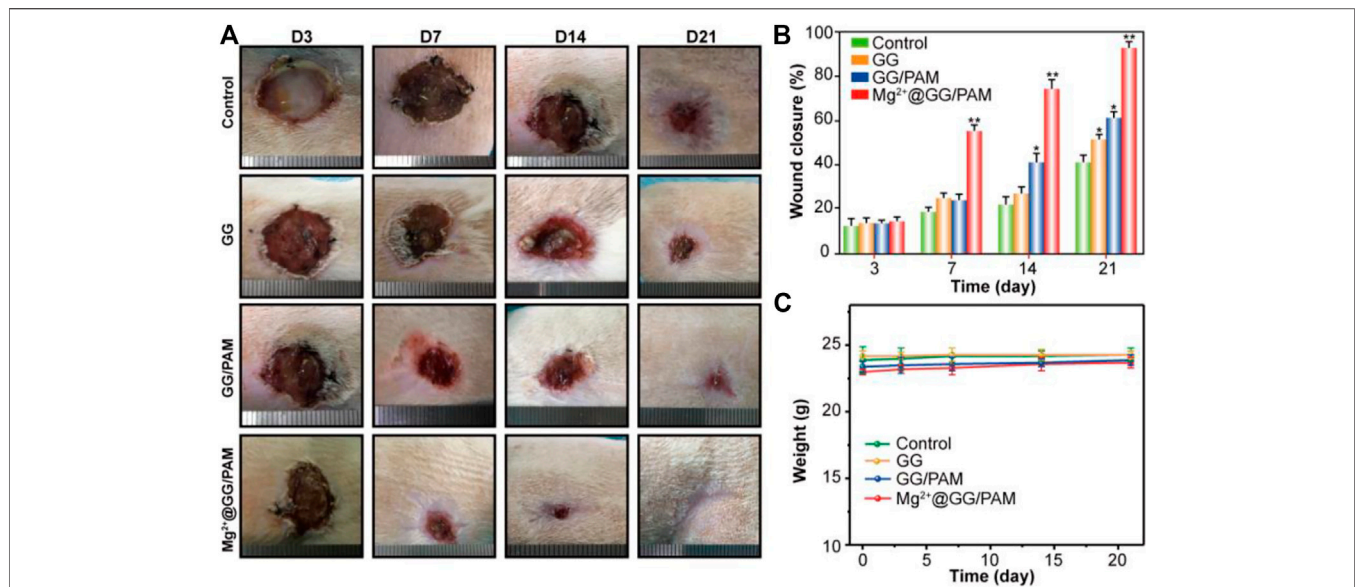 A
D3 D7 D14 D21
Control
GG
GG/PAM
Mg²⁺@GG/PAM
B
Wound closure (%)
100
80
60
40
20
0
Control
GG
GG/PAM
Mg²⁺@GG/PAM
** ** * ** * *
3 7 14 21
Time (day)
C
Weight (g)
25
20
15
10
Control
GG
GG/PAM
Mg²⁺@GG/PAM
0 5 10 15 20
Time (day)